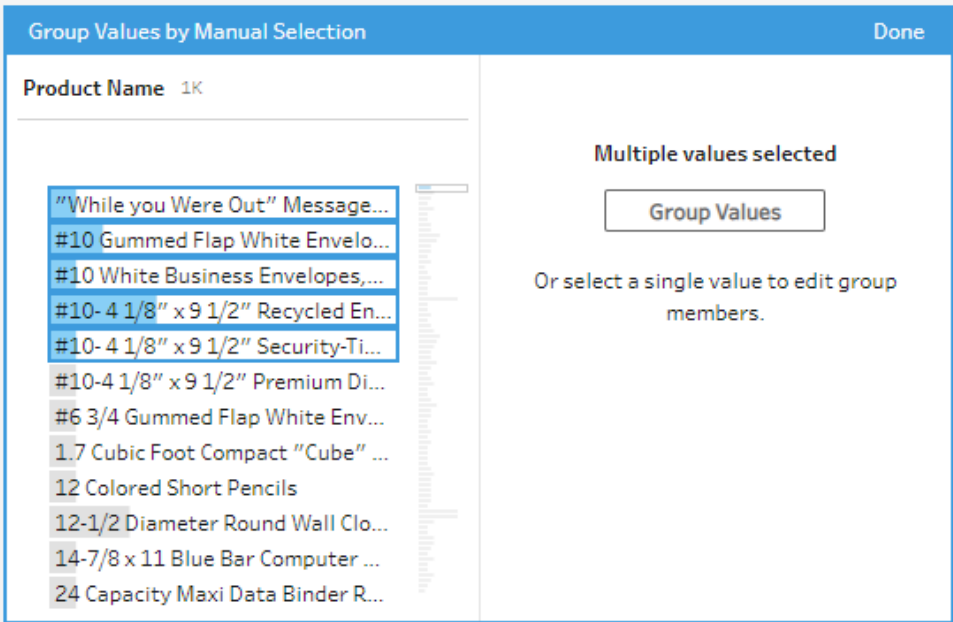 Group Values by Manual Selection Done
Product Name 1K
"While you Were Out" Message...
#10 Gummed Flap White Envelo...
#10 White Business Envelopes,...
#10- 4 1/8" x 9 1/2" Recycled En...
#10- 4 1/8" x 9 1/2" Security-Ti...
#10-4 1/8" x 9 1/2" Premium Di...
#6 3/4 Gummed Flap White Env...
1.7 Cubic Foot Compact "Cube" ...
12 Colored Short Pencils
12-1/2 Diameter Round Wall Clo...
14-7/8 x 11 Blue Bar Computer ...
24 Capacity Maxi Data Binder R...
Multiple values selected
Group Values
Or select a single value to edit group
members.